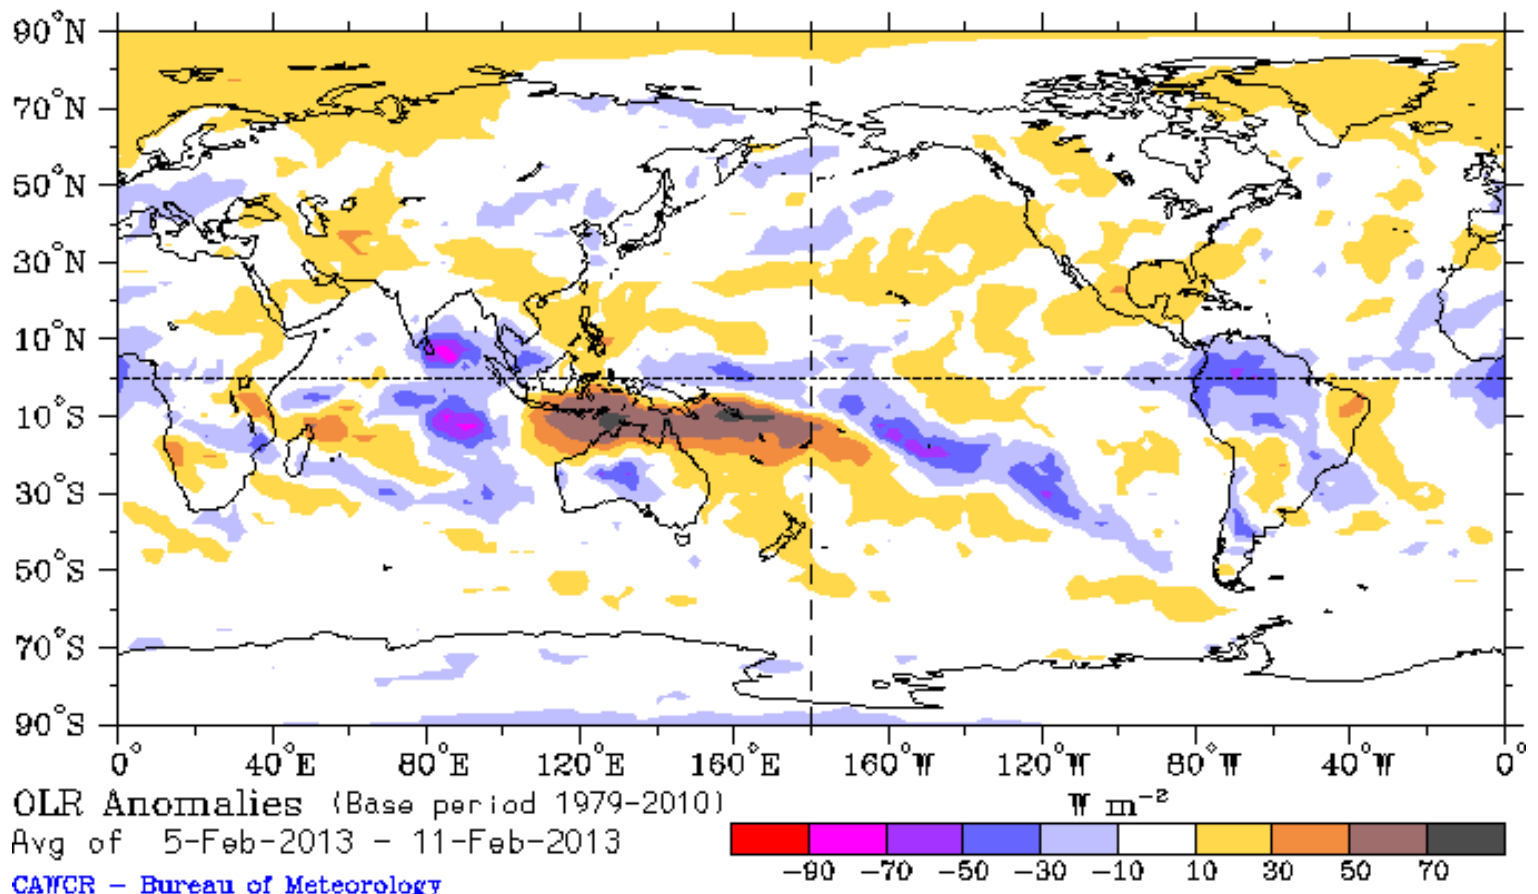 90°N
70°N
50°N
30°N
10°N
0°
10°S
30°S
50°S
70°S
90°S
0° 40°E 80°E 120°E 160°E 160°W 120°W 80°W 40°W 0°
OLR Anomalies (Base period 1979-2010)
W m⁻²
Avg of 5-Feb-2013 - 11-Feb-2013
-90 -70 -50 -30 -10 10 30 50 70
CAWCR - Bureau of Meteorology